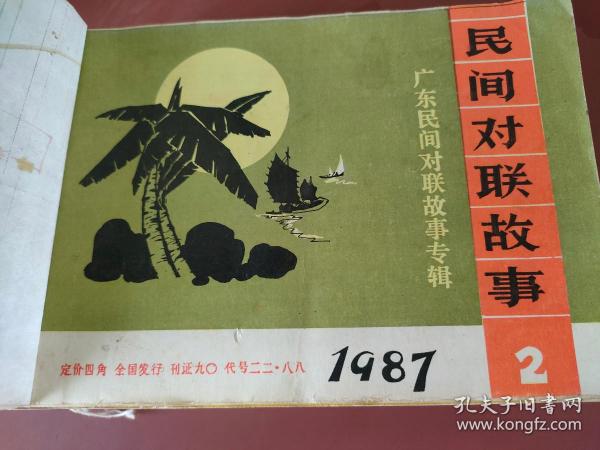 民间对联故事
2
广东民间对联故事专辑
1987
定价四角 全国发行 刊证九〇 代号二二·八八
孔夫子旧书网
www.kongfz.com